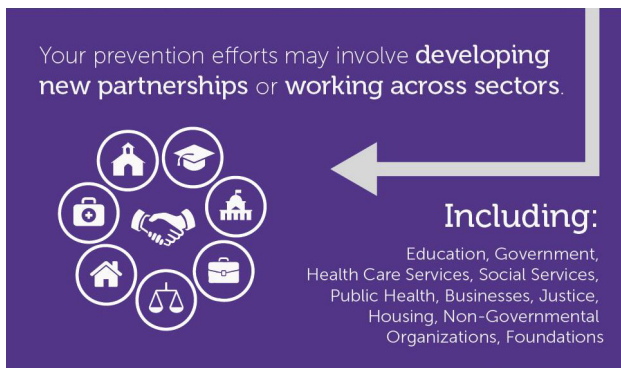 Your prevention efforts may involve developing
new partnerships or working across sectors.
Including:
Education, Government,
Health Care Services, Social Services,
Public Health, Businesses, Justice,
Housing, Non-Governmental
Organizations, Foundations